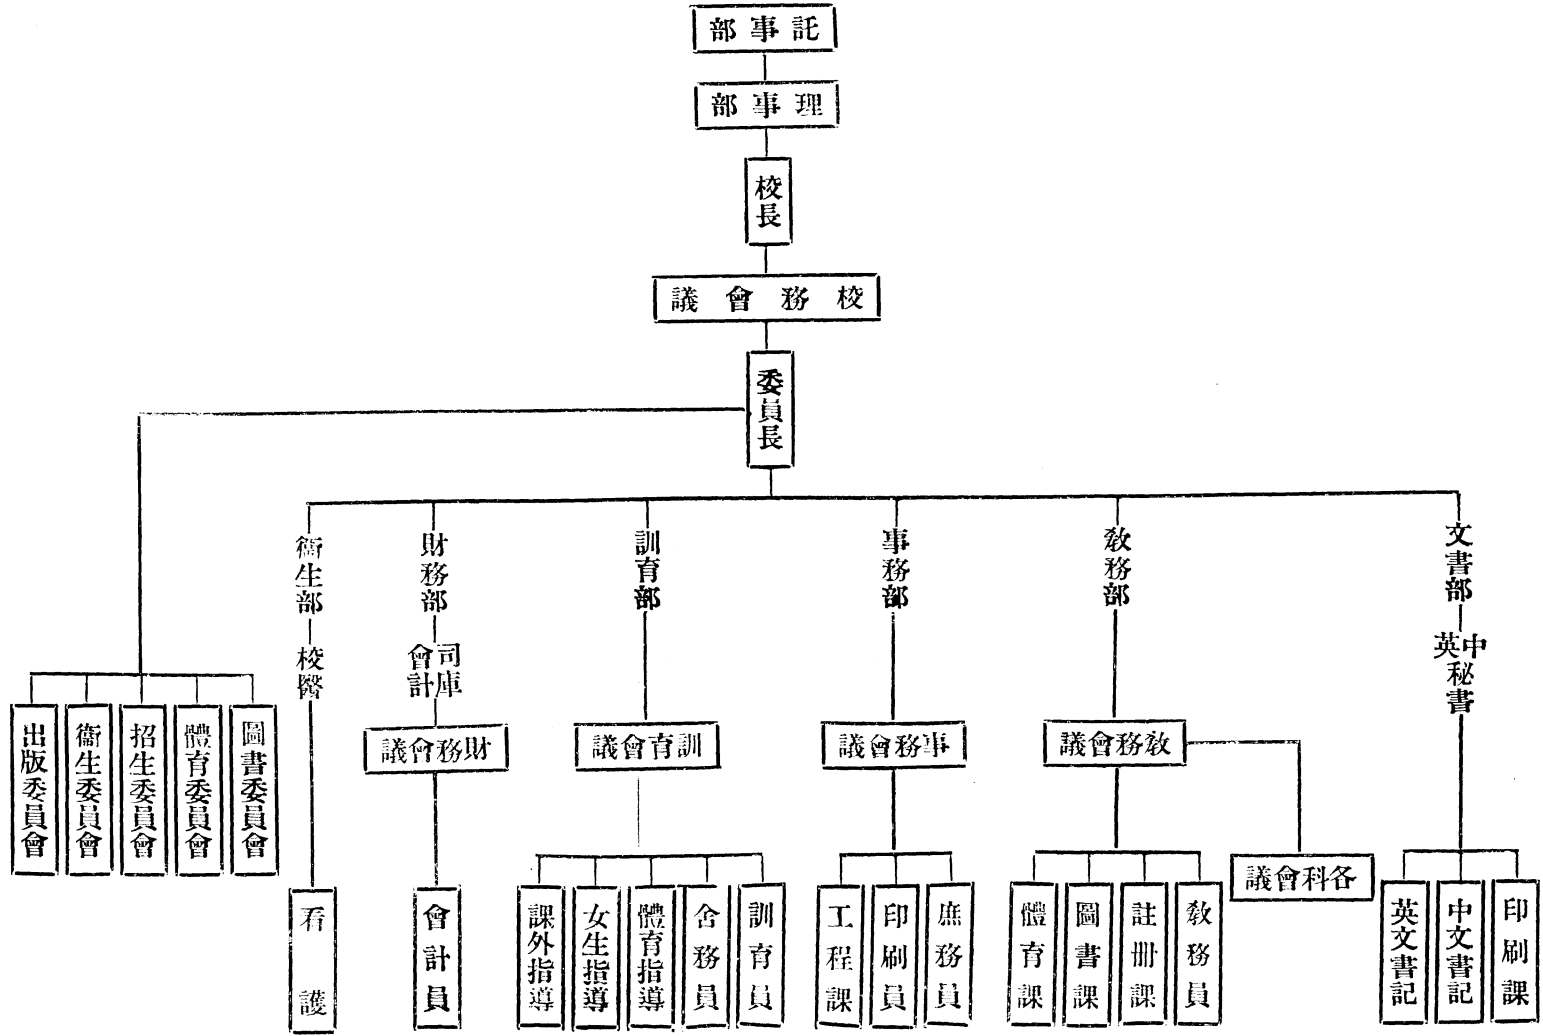 託事部
理事部
校長
校務會議
委員長
文書部
中英秘書
教務部
事務部
訓育部
財務部
司庫
會計
衞生部
校醫
教務會議
事務會議
訓育會議
財務會議
各科會議
圖書委員會
體育委員會
招生委員會
衞生委員會
出版委員會
印刷課
中文書記
英文書記
教務員
註冊課
圖書課
體育課
庶務員
印刷員
工程課
訓育員
舍務員
體育指導
女生指導
課外指導
會計員
看護